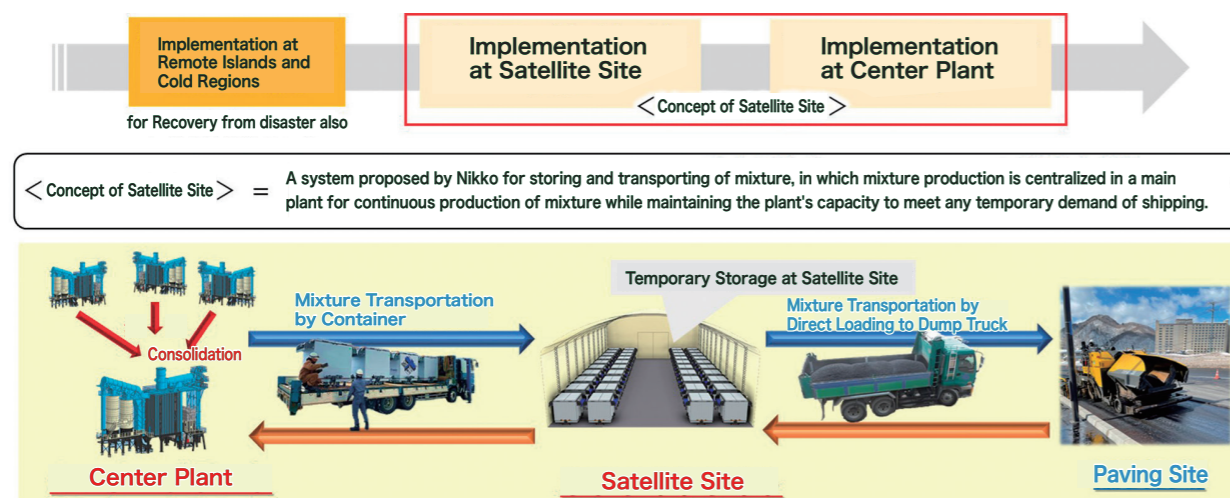 Implementation at
Remote Islands and
Cold Regions
for Recovery from disaster also
Implementation
at Satellite Site
Implementation
at Center Plant
＜Concept of Satellite Site＞
＜Concept of Satellite Site＞ = A system proposed by Nikko for storing and transporting of mixture, in which mixture production is centralized in a main
plant for continuous production of mixture while maintaining the plant's capacity to meet any temporary demand of shipping.
Consolidation
Center Plant
Mixture Transportation
by Container
Temporary Storage at Satellite Site
Satellite Site
Mixture Transportation by
Direct Loading to Dump Truck
Paving Site